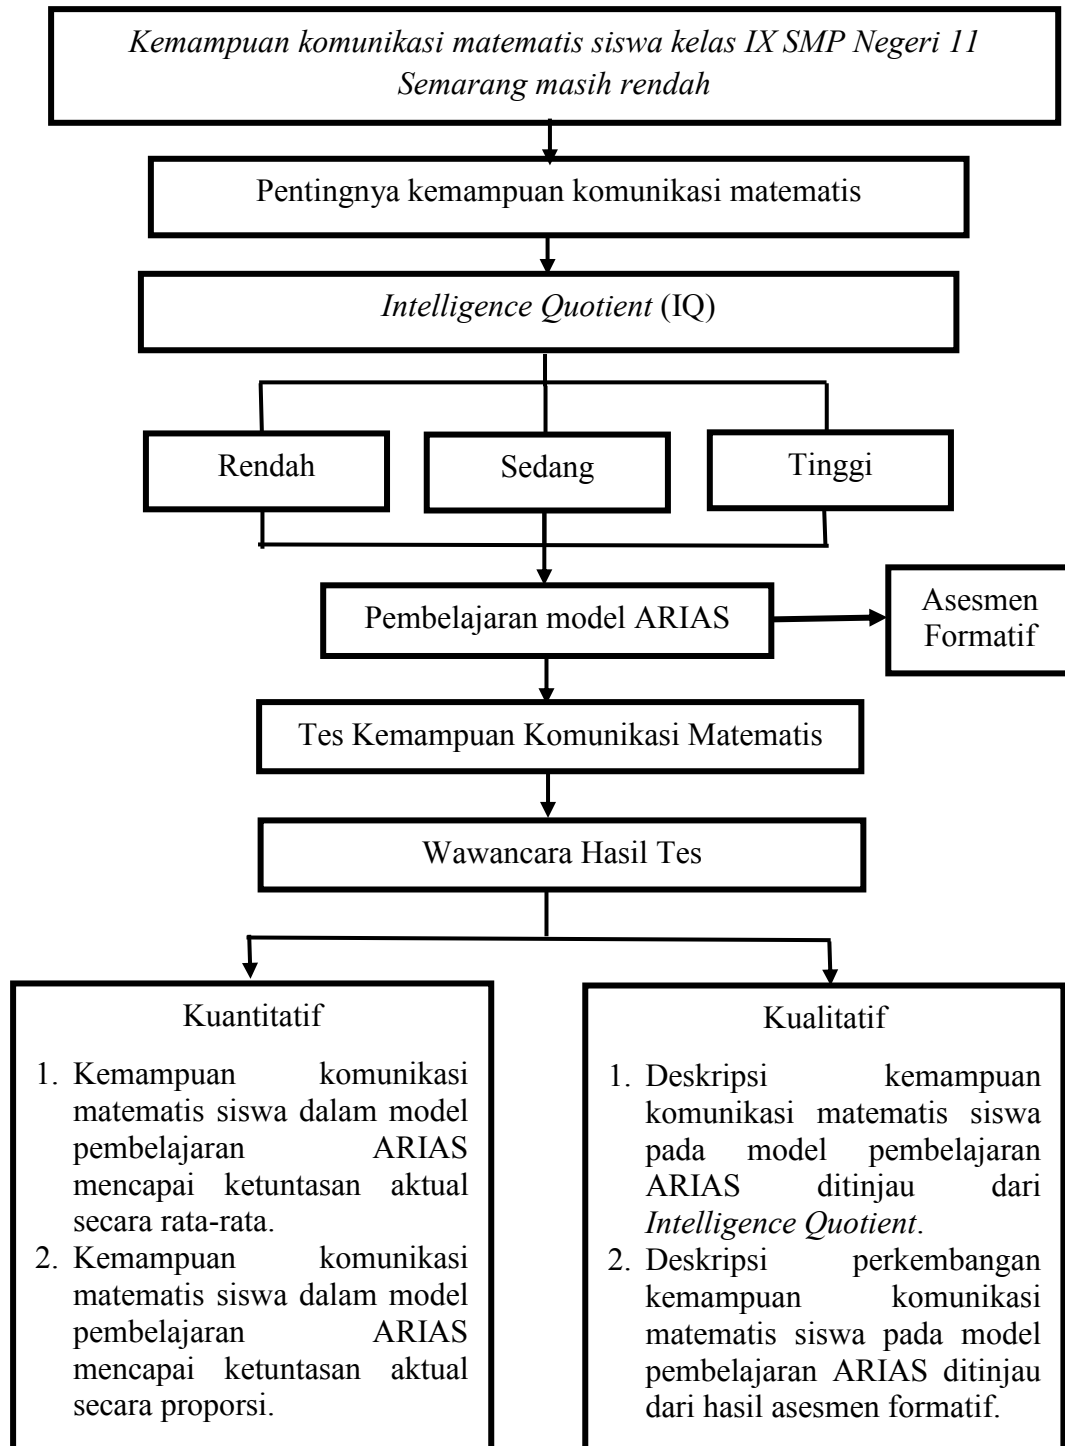 Kemampuan komunikasi matematis siswa kelas IX SMP Negeri 11
Semarang masih rendah
Pentingnya kemampuan komunikasi matematis
Intelligence Quotient (IQ)
Rendah
Sedang
Tinggi
Pembelajaran model ARIAS
Asesmen
Formatif
Tes Kemampuan Komunikasi Matematis
Wawancara Hasil Tes
Kuantitatif
1. Kemampuan komunikasi
matematis siswa dalam model
pembelajaran ARIAS
mencapai ketuntasan aktual
secara rata-rata.
2. Kemampuan komunikasi
matematis siswa dalam model
pembelajaran ARIAS
mencapai ketuntasan aktual
secara proporsi.
Kualitatif
1. Deskripsi kemampuan
komunikasi matematis siswa
pada model pembelajaran
ARIAS ditinjau dari
Intelligence Quotient.
2. Deskripsi perkembangan
kemampuan komunikasi
matematis siswa pada model
pembelajaran ARIAS ditinjau
dari hasil asesmen formatif.